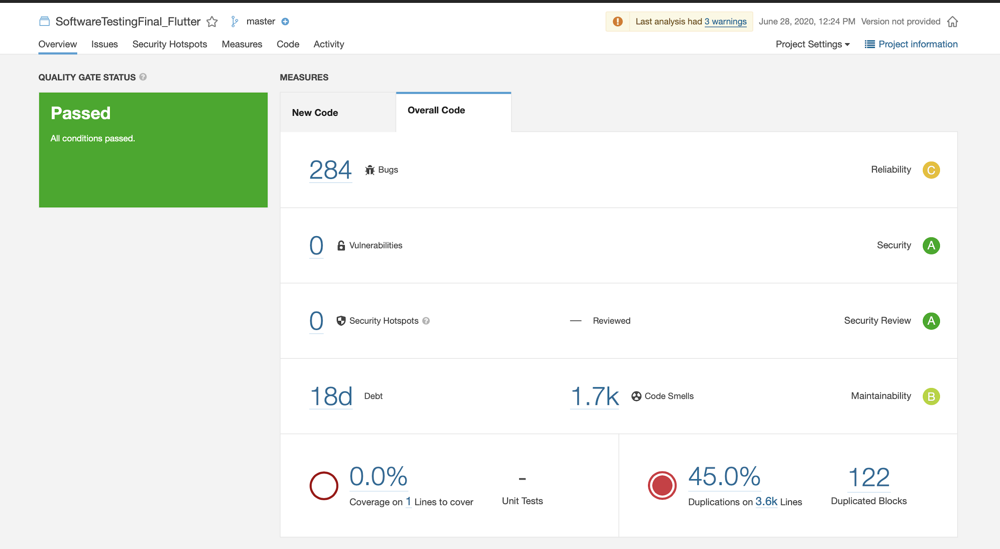 SoftwareTestingFinal_Flutter master
Last analysis had 3 warnings June 28, 2020, 12:24 PM Version not provided
Overview Issues Security Hotspots Measures Code Activity
Project Settings Project information
QUALITY GATE STATUS ?
Passed
All conditions passed.
MEASURES
New Code
Overall Code
284 Bugs
Reliability C
0 Vulnerabilities
Security A
0 Security Hotspots ?
— Reviewed
Security Review A
18d Debt
1.7k Code Smells
Maintainability B
0.0%
Coverage on 1 Lines to cover
-
Unit Tests
45.0%
Duplications on 3.6k Lines
122
Duplicated Blocks